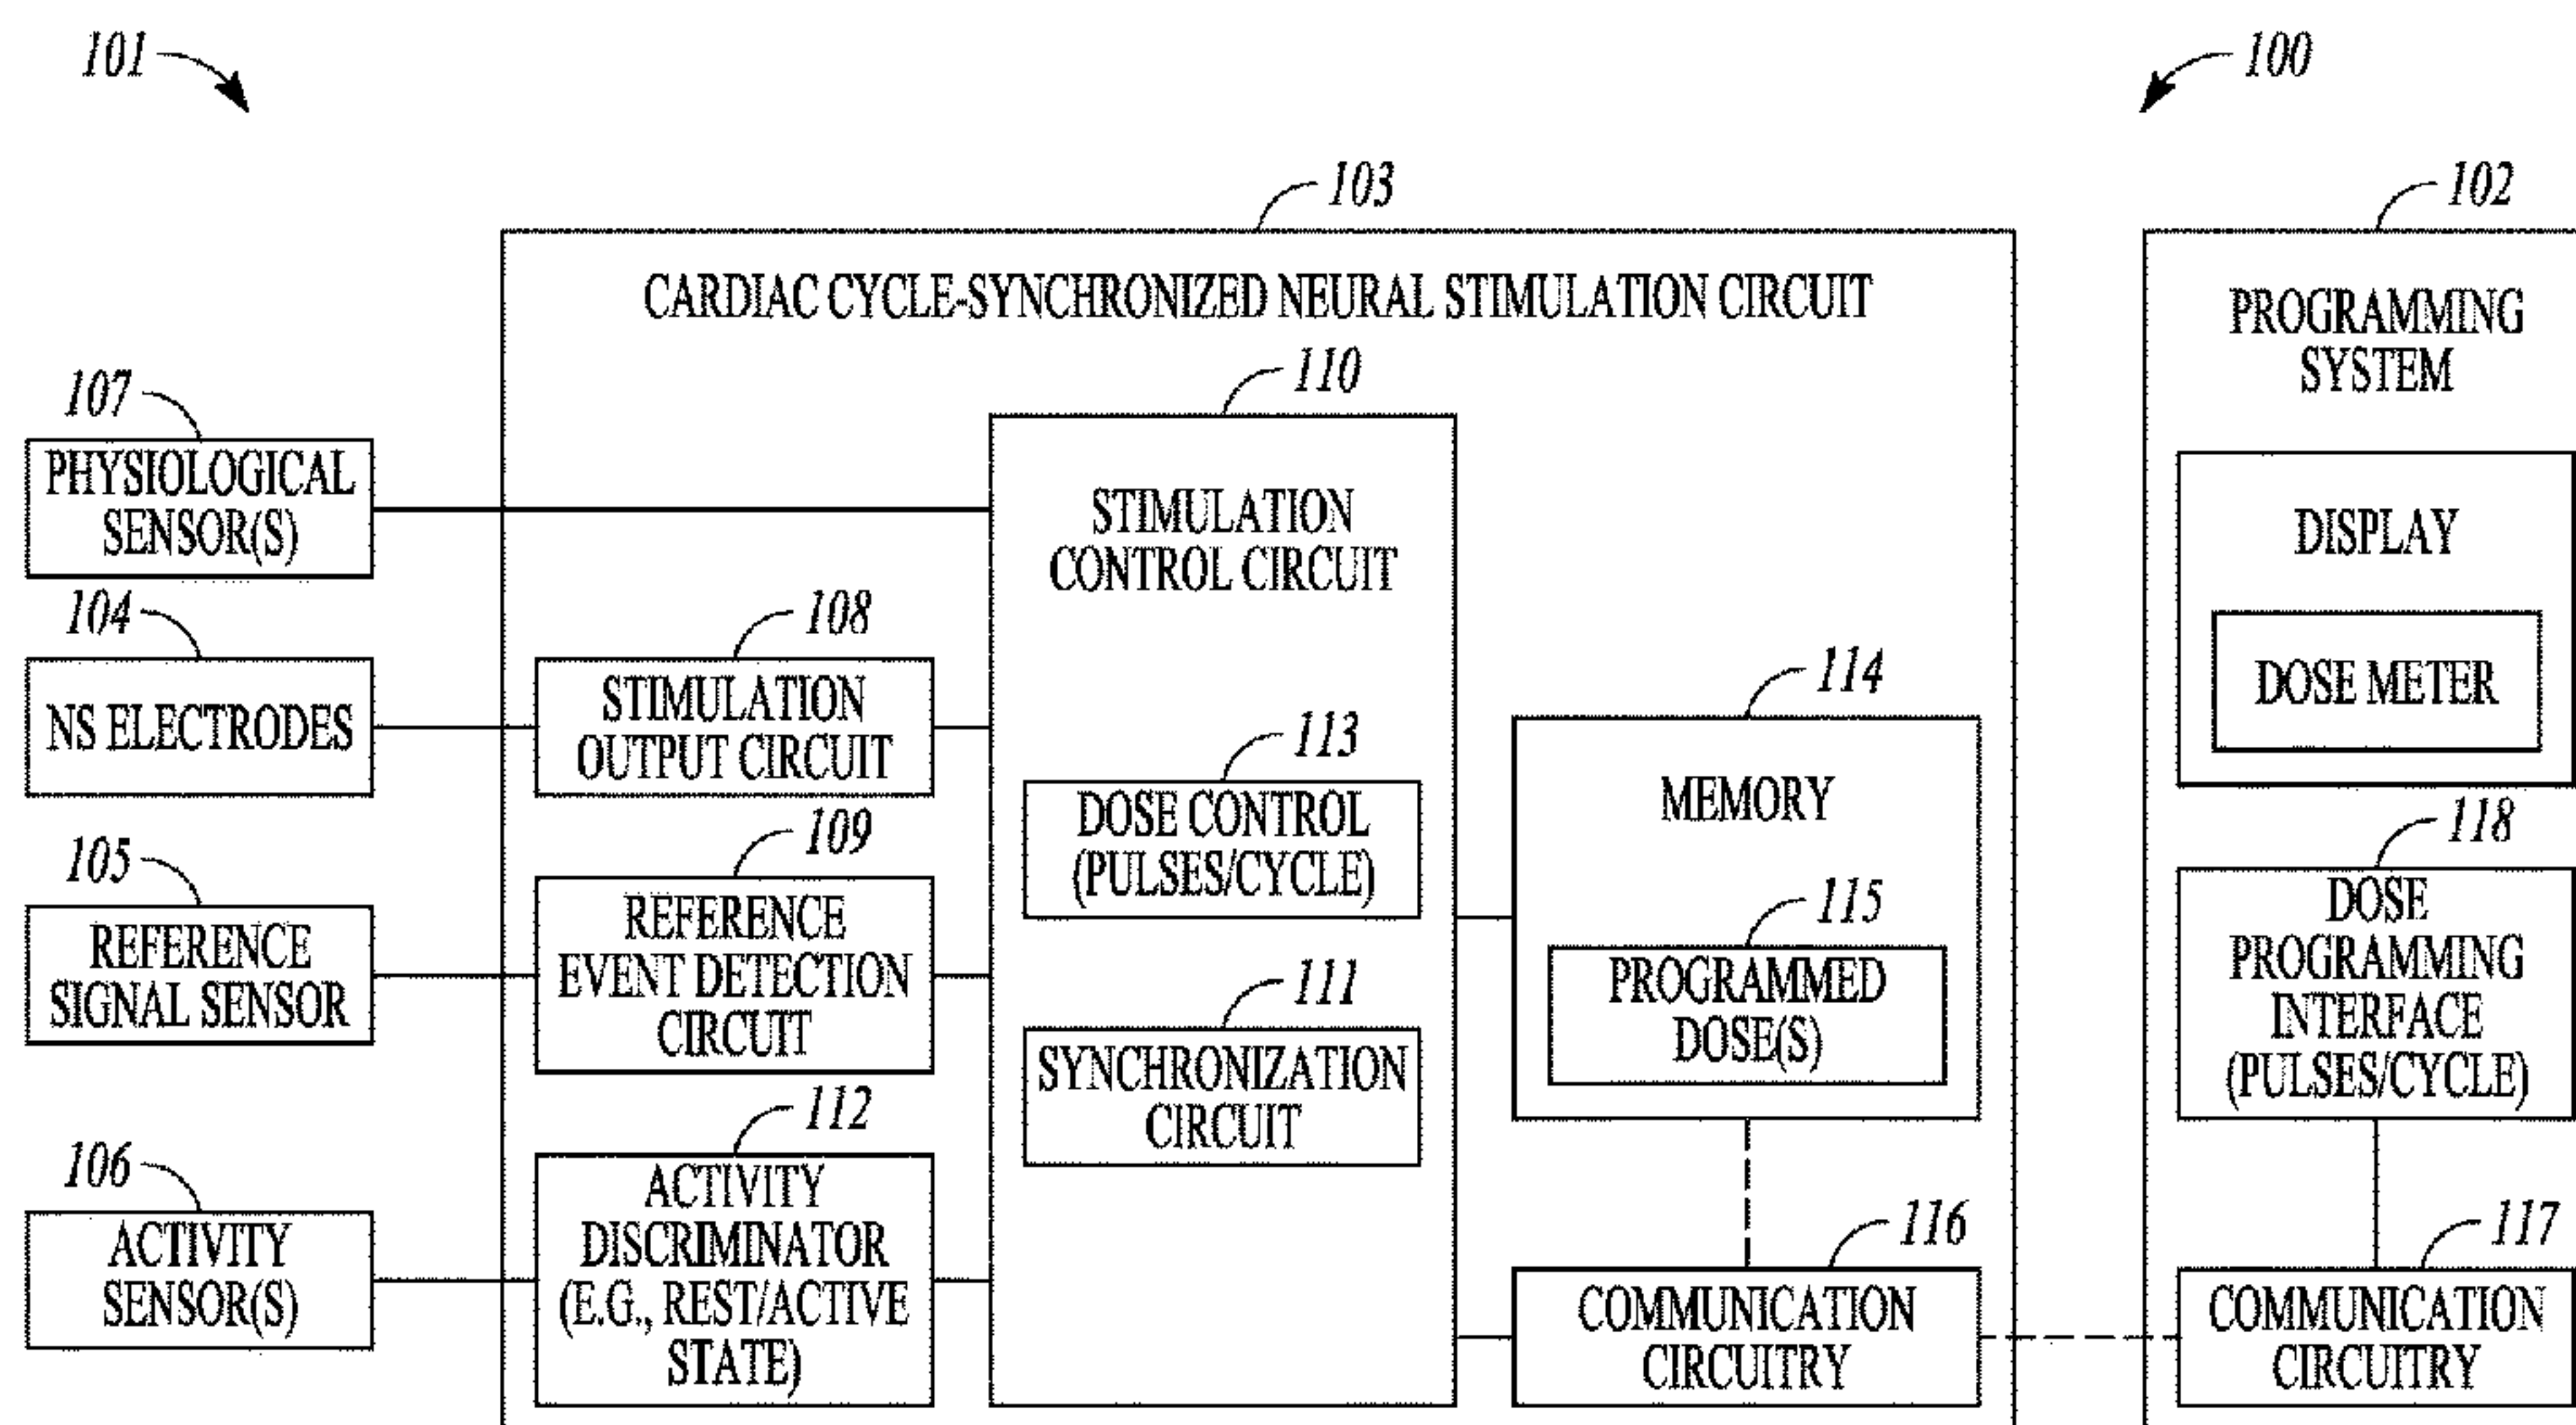 101
100
103
102
CARDIAC CYCLE-SYNCHRONIZED NEURAL STIMULATION CIRCUIT
PROGRAMMING
SYSTEM
107
PHYSIOLOGICAL
SENSOR(S)
110
STIMULATION
CONTROL CIRCUIT
DISPLAY
DOSE METER
104
NS ELECTRODES
108
STIMULATION
OUTPUT CIRCUIT
113
DOSE CONTROL
(PULSES/CYCLE)
114
MEMORY
115
PROGRAMMED
DOSE(S)
118
DOSE
PROGRAMMING
INTERFACE
(PULSES/CYCLE)
105
REFERENCE
SIGNAL SENSOR
109
REFERENCE
EVENT DETECTION
CIRCUIT
111
SYNCHRONIZATION
CIRCUIT
106
ACTIVITY
SENSOR(S)
112
ACTIVITY
DISCRIMINATOR
(E.G., REST/ACTIVE
STATE)
116
COMMUNICATION
CIRCUITRY
117
COMMUNICATION
CIRCUITRY